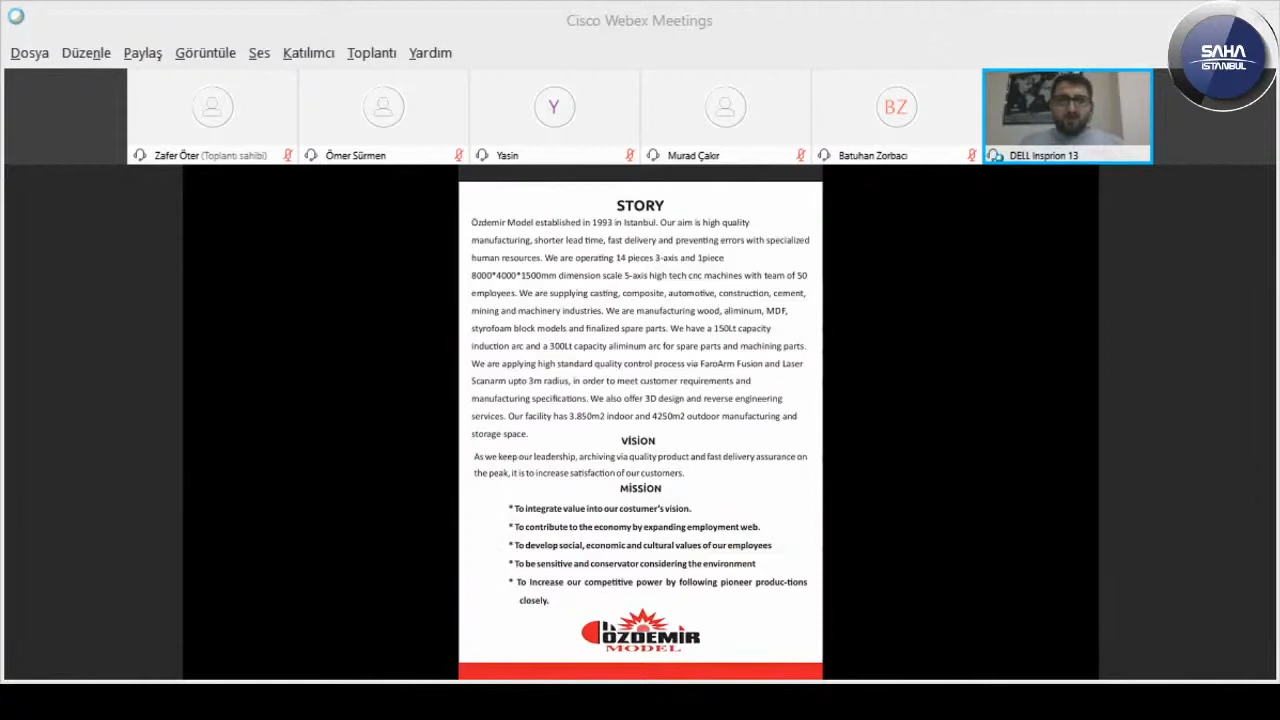 Cisco Webex Meetings
SAHA
İSTANBUL
Dosya Düzenle Paylaş Görüntüle Ses Katılımcı Toplantı Yardım
Y
BZ
Zafer Öter (Toplantı sahibi)
Ömer Sürmen
Yasin
Murad Çakır
Batuhan Zorbacı
DELL Insprion 13
STORY
Özdemir Model established in 1993 in Istanbul. Our aim is high quality
manufacturing, shorter lead time, fast delivery and preventing errors with specialized
human resources. We are operating 14 pieces 3-axis and 1piece
8000*4000*1500mm dimension scale 5-axis high tech cnc machines with team of 50
employees. We are supplying casting, composite, automotive, construction, cement,
mining and machinery industries. We are manufacturing wood, aliminum, MDF,
styrofoam block models and finalized spare parts. We have a 150Lt capacity
induction arc and a 300Lt capacity aliminum arc for spare parts and machining parts.
We are applying high standard quality control process via FaroArm Fusion and Laser
Scanarm upto 3m radius, in order to meet customer requirements and
manufacturing specifications. We also offer 3D design and reverse engineering
services. Our facility has 3.850m2 indoor and 4250m2 outdoor manufacturing and
storage space.
VİSİON
As we keep our leadership, archiving via quality product and fast delivery assurance on
the peak, it is to increase satisfaction of our customers.
MİSSİON
* To integrate value into our costumer's vision.
* To contribute to the economy by expanding employment web.
* To develop social, economic and cultural values of our employees
* To be sensitive and conservator considering the environment
* To Increase our competitive power by following pioneer produc-tions
closely.
ÖZDEMİR
MODEL